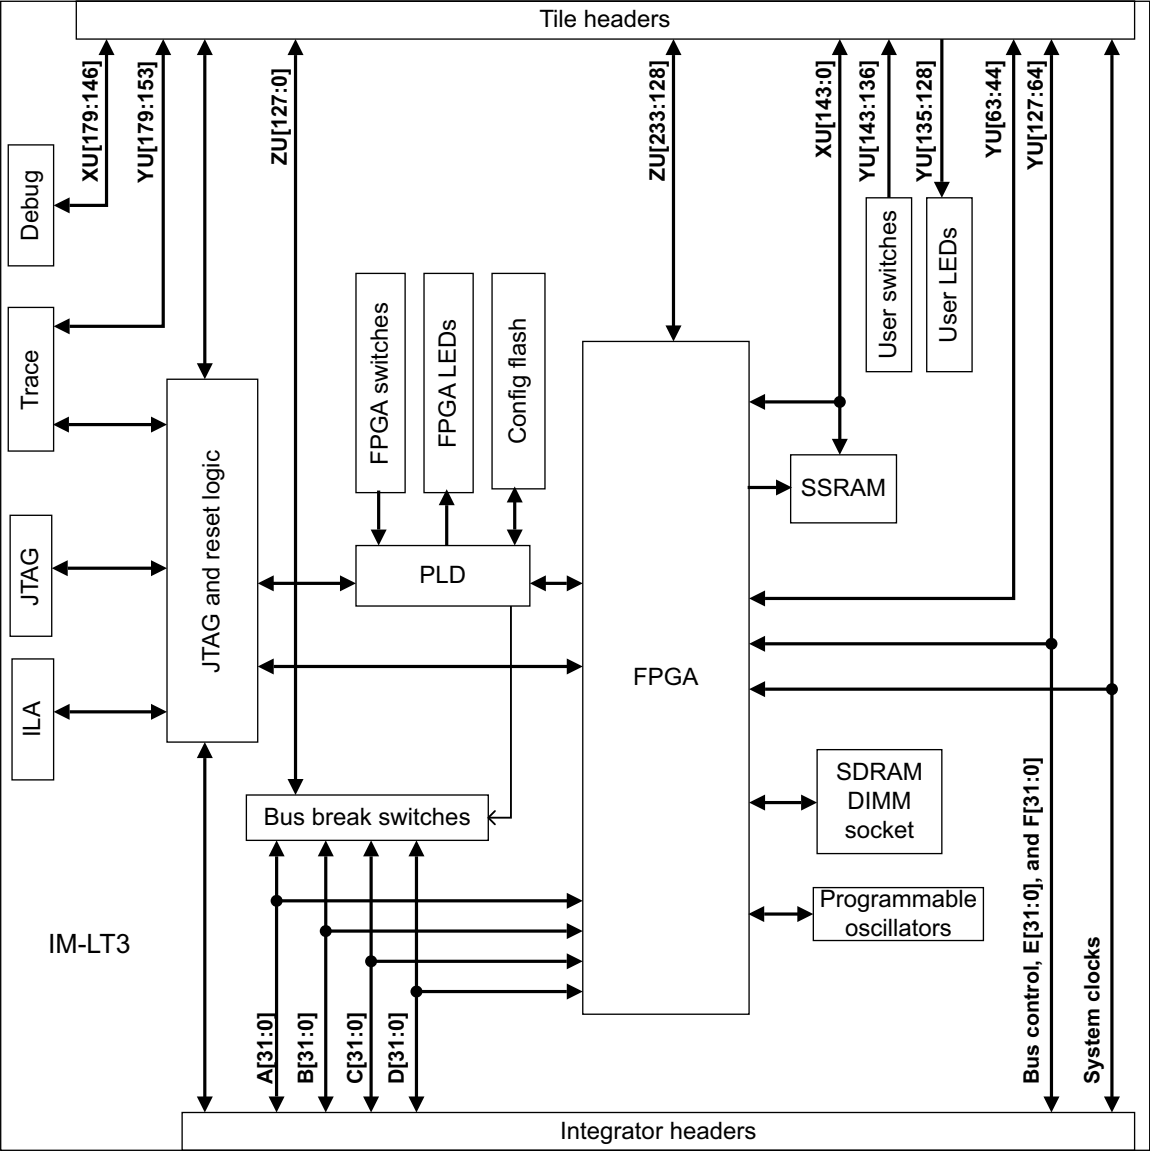 Tile headers
XU[179:146]
YU[179:153]
ZU[127:0]
ZU[233:128]
XU[143:0]
YU[143:136]
YU[135:128]
YU[63:44]
YU[127:64]
Debug
Trace
JTAG
ILA
JTAG and reset logic
FPGA switches
FPGA LEDs
Config flash
PLD
FPGA
User switches
User LEDs
SSRAM
Bus break switches
SDRAM
DIMM
socket
Programmable
oscillators
IM-LT3
A[31:0]
B[31:0]
C[31:0]
D[31:0]
Bus control, E[31:0], and F[31:0]
System clocks
Integrator headers